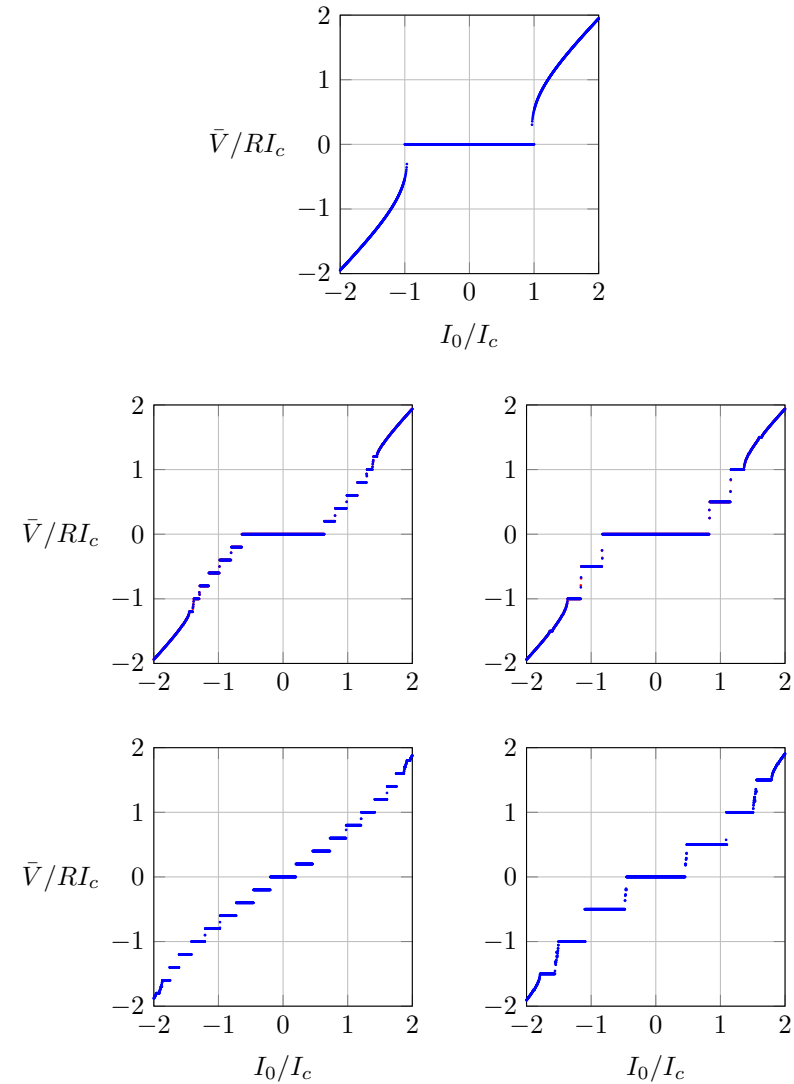 2
1
V̄/RI_c 0
−1
−2
−2 −1 0 1 2
I_0/I_c
2 2
1 1
V̄/RI_c 0 0
−1 −1
−2 −2
−2 −1 0 1 2 −2 −1 0 1 2
2 2
1 1
V̄/RI_c 0 0
−1 −1
−2 −2
−2 −1 0 1 2 −2 −1 0 1 2
I_0/I_c I_0/I_c